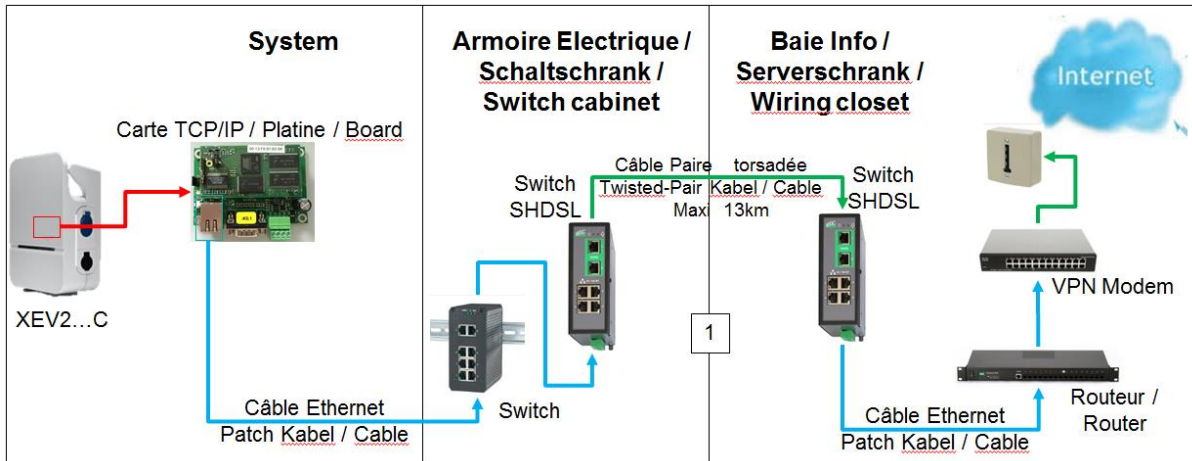 System
Carte TCP/IP / Platine / Board
XEV2…C
Câble Ethernet
Patch Kabel / Cable
Armoire Electrique /
Schaltschrank /
Switch cabinet
Switch
SHDSL
Switch
Câble Paire torsadée
Twisted-Pair Kabel / Cable
Maxi 13km
1
Baie Info /
Serverschrank /
Wiring closet
Switch
SHDSL
Câble Ethernet
Patch Kabel / Cable
Internet
VPN Modem
Routeur /
Router